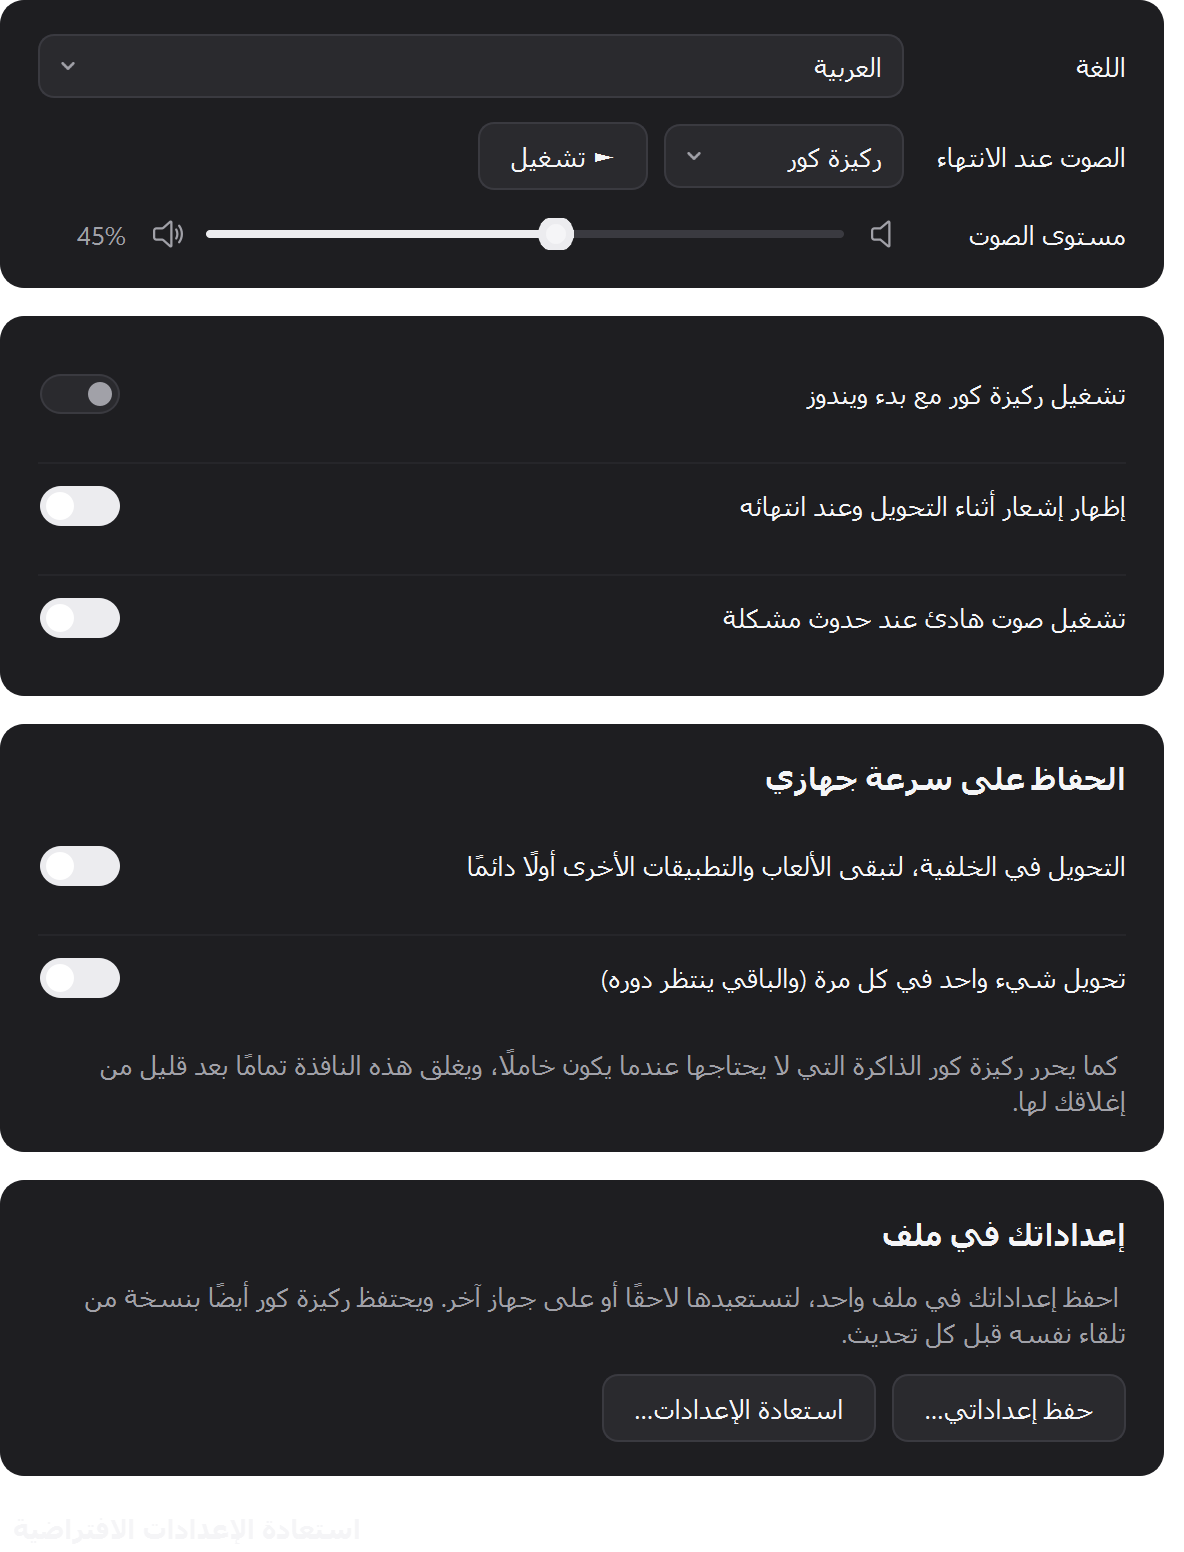 اللغة
العربية
الصوت عند الانتهاء
ركيزة كور
► تشغيل
مستوى الصوت
45%
تشغيل ركيزة كور مع بدء ويندوز
إظهار إشعار أثناء التحويل وعند انتهائه
تشغيل صوت هادئ عند حدوث مشكلة
الحفاظ على سرعة جهازي
التحويل في الخلفية، لتبقى الألعاب والتطبيقات الأخرى أولًا دائمًا
تحويل شيء واحد في كل مرة (والباقي ينتظر دوره)
كما يحرر ركيزة كور الذاكرة التي لا يحتاجها عندما يكون خاملًا، ويغلق هذه النافذة تمامًا بعد قليل من
إغلاقك لها.
إعداداتك في ملف
احفظ إعداداتك في ملف واحد، لتستعيدها لاحقًا أو على جهاز آخر. ويحتفظ ركيزة كور أيضًا بنسخة من
تلقاء نفسه قبل كل تحديث.
حفظ إعداداتي...
استعادة الإعدادات...
استعادة الإعدادات الافتراضية